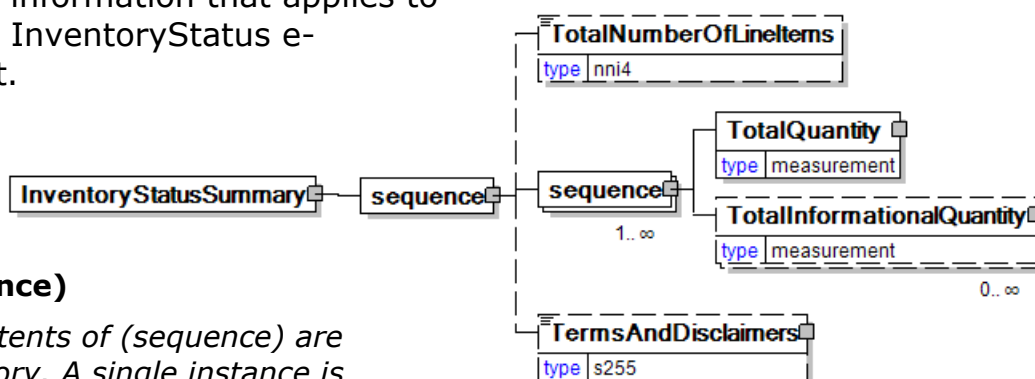 information that applies to
InventoryStatus e-
t.
TotalNumberOfLineItems
type nni4
TotalQuantity
type measurement
InventoryStatusSummary
sequence
sequence
1.. ∞
TotalInformationalQuantity
type measurement
0.. ∞
nce)
tents of (sequence) are
ory. A single instance is
TermsAndDisclaimers
type s255